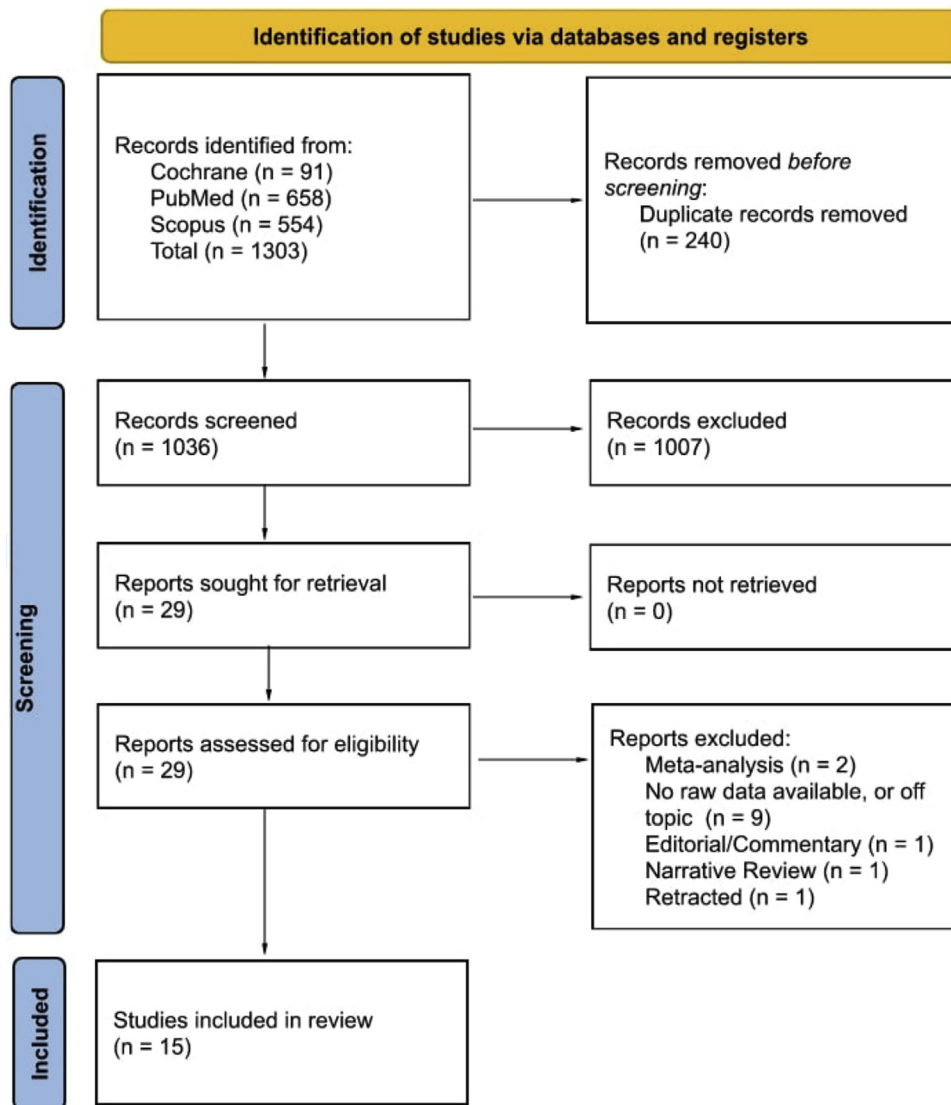 Identification of studies via databases and registers
Identification
Records identified from:
Cochrane (n = 91)
PubMed (n = 658)
Scopus (n = 554)
Total (n = 1303)
Records removed before
screening:
Duplicate records removed
(n = 240)
Screening
Records screened
(n = 1036)
Records excluded
(n = 1007)
Reports sought for retrieval
(n = 29)
Reports not retrieved
(n = 0)
Reports assessed for eligibility
(n = 29)
Reports excluded:
Meta-analysis (n = 2)
No raw data available, or off
topic (n = 9)
Editorial/Commentary (n = 1)
Narrative Review (n = 1)
Retracted (n = 1)
Included
Studies included in review
(n = 15)